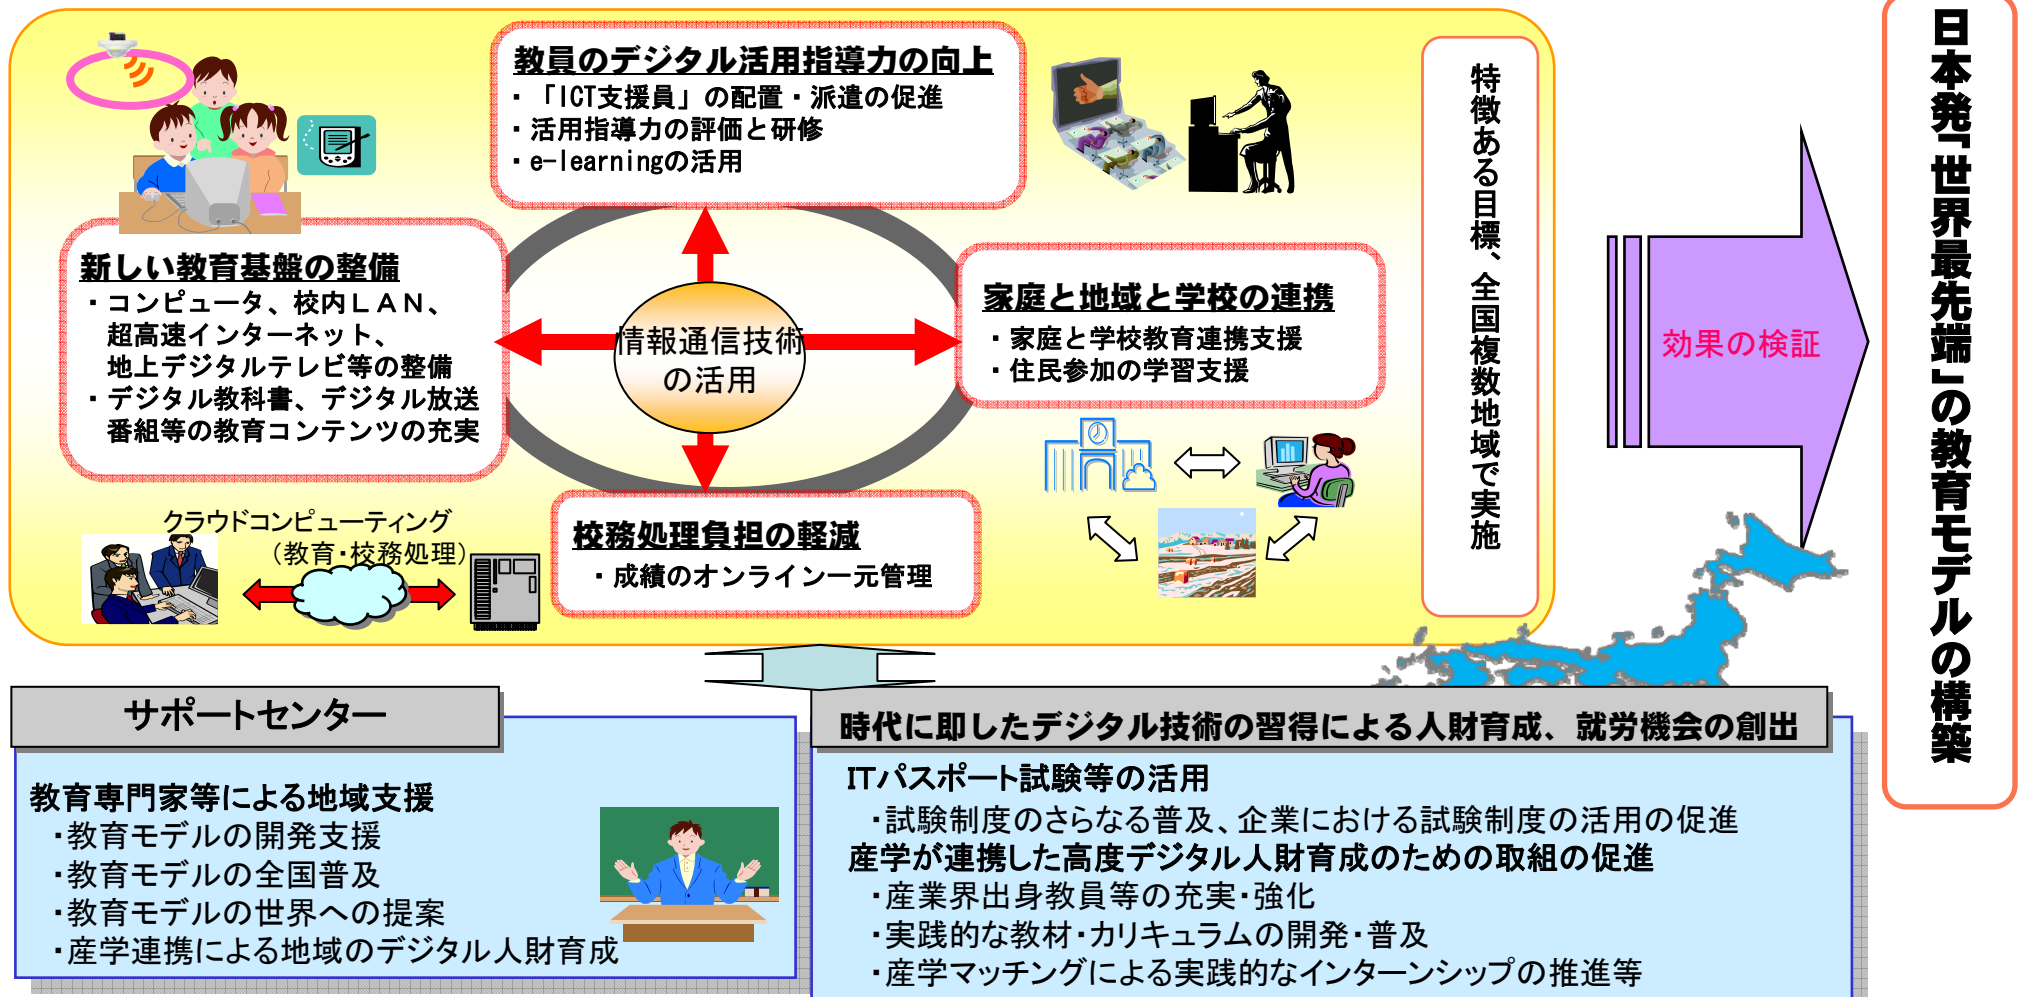 教員のデジタル活用指導力の向上
・「ICT支援員」の配置・派遣の促進
・活用指導力の評価と研修
・e-learningの活用
新しい教育基盤の整備
・コンピュータ、校内ＬＡＮ、
超高速インターネット、
地上デジタルテレビ等の整備
・デジタル教科書、デジタル放送
番組等の教育コンテンツの充実
情報通信技術
の活用
家庭と地域と学校の連携
・家庭と学校教育連携支援
・住民参加の学習支援
クラウドコンピューティング
（教育・校務処理）
校務処理負担の軽減
・成績のオンライン一元管理
特徴ある目標、全国複数地域で実施
効果の検証
日本発「世界最先端」の教育モデルの構築
サポートセンター
教育専門家等による地域支援
・教育モデルの開発支援
・教育モデルの全国普及
・教育モデルの世界への提案
・産学連携による地域のデジタル人財育成
時代に即したデジタル技術の習得による人財育成、就労機会の創出
ITパスポート試験等の活用
・試験制度のさらなる普及、企業における試験制度の活用の促進
産学が連携した高度デジタル人財育成のための取組の促進
・産業界出身教員等の充実・強化
・実践的な教材・カリキュラムの開発・普及
・産学マッチングによる実践的なインターンシップの推進等